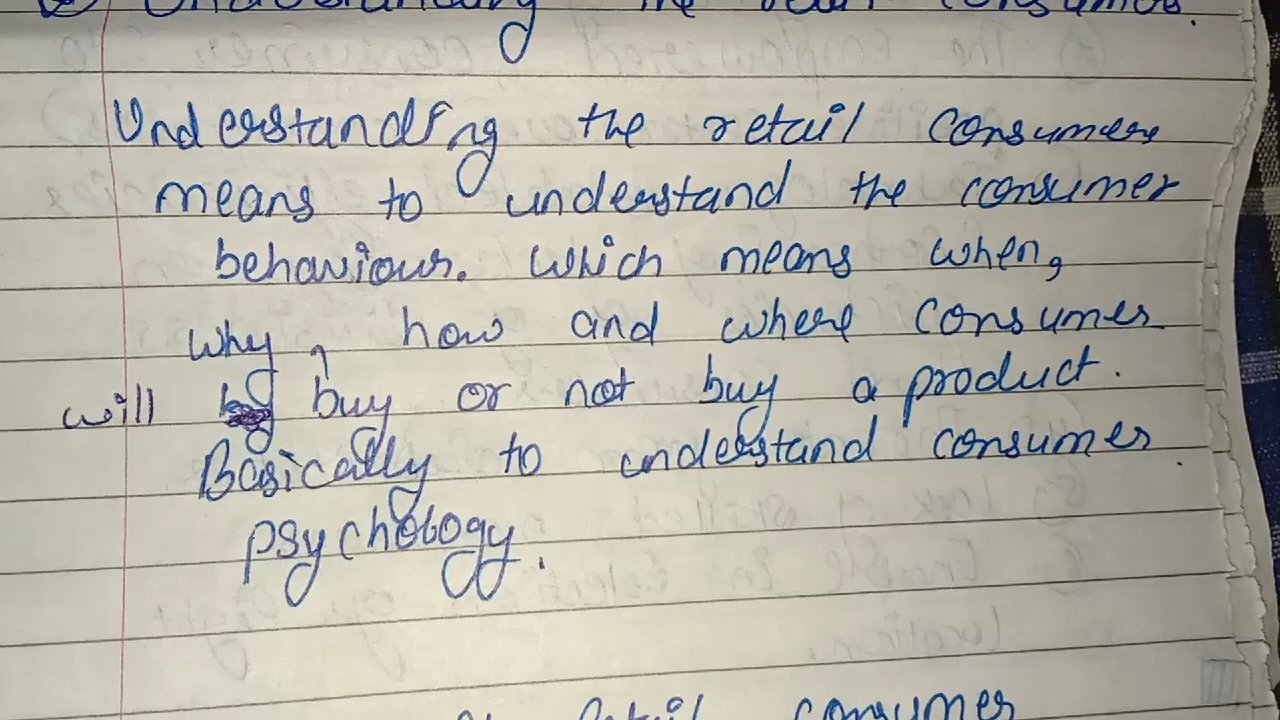 Understanding the retail consumer
means to understand the consumer
behaviour. Which means when,
why, how and where consumer
will buy or not buy a product.
Basically to understand consumer
psychology.
consumer